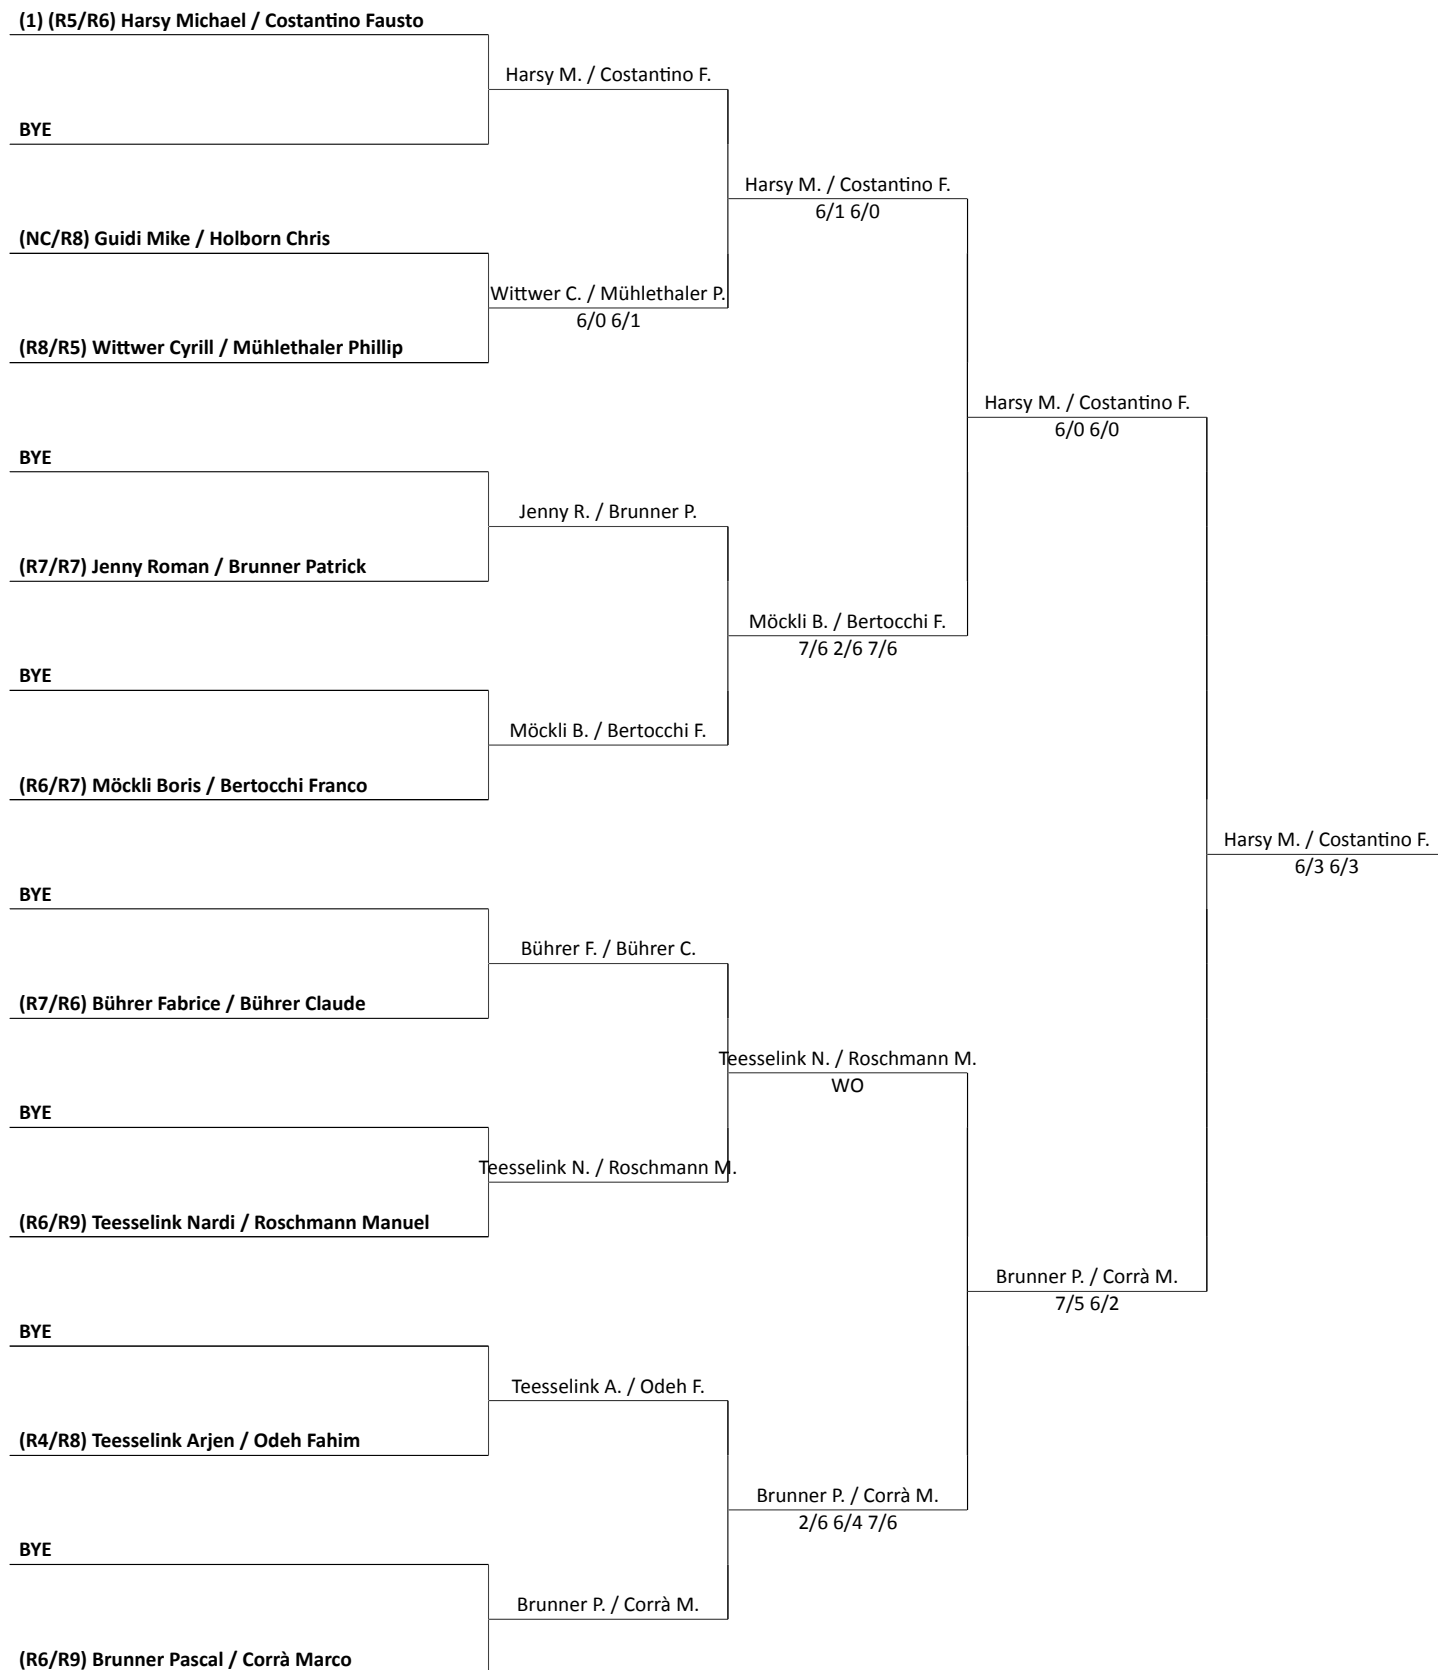 (1) (R5/R6) Harsy Michael / Costantino Fausto
Harsy M. / Costantino F.
BYE
Harsy M. / Costantino F.
6/1 6/0
(NC/R8) Guidi Mike / Holborn Chris
Wittwer C. / Mühlethaler P.
6/0 6/1
(R8/R5) Wittwer Cyrill / Mühlethaler Phillip
Harsy M. / Costantino F.
6/0 6/0
BYE
Jenny R. / Brunner P.
(R7/R7) Jenny Roman / Brunner Patrick
Möckli B. / Bertocchi F.
7/6 2/6 7/6
BYE
Möckli B. / Bertocchi F.
(R6/R7) Möckli Boris / Bertocchi Franco
Harsy M. / Costantino F.
6/3 6/3
BYE
Bührer F. / Bührer C.
(R7/R6) Bührer Fabrice / Bührer Claude
Teesselink N. / Roschmann M.
WO
BYE
Teesselink N. / Roschmann M.
(R6/R9) Teesselink Nardi / Roschmann Manuel
Brunner P. / Corrà M.
7/5 6/2
BYE
Teesselink A. / Odeh F.
(R4/R8) Teesselink Arjen / Odeh Fahim
Brunner P. / Corrà M.
2/6 6/4 7/6
BYE
Brunner P. / Corrà M.
(R6/R9) Brunner Pascal / Corrà Marco